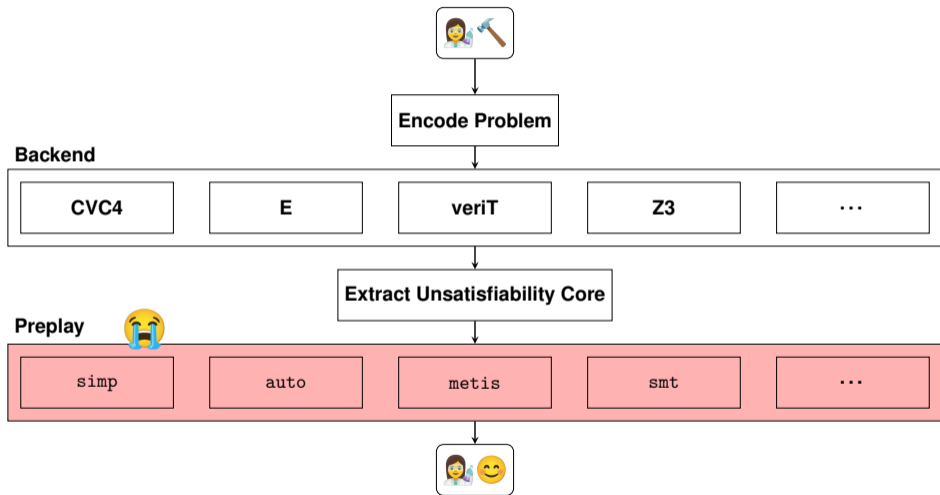 Encode Problem
Backend
CVC4 E veriT Z3 ...
Extract Unsatisfiability Core
Preplay
simp auto metis smt ...